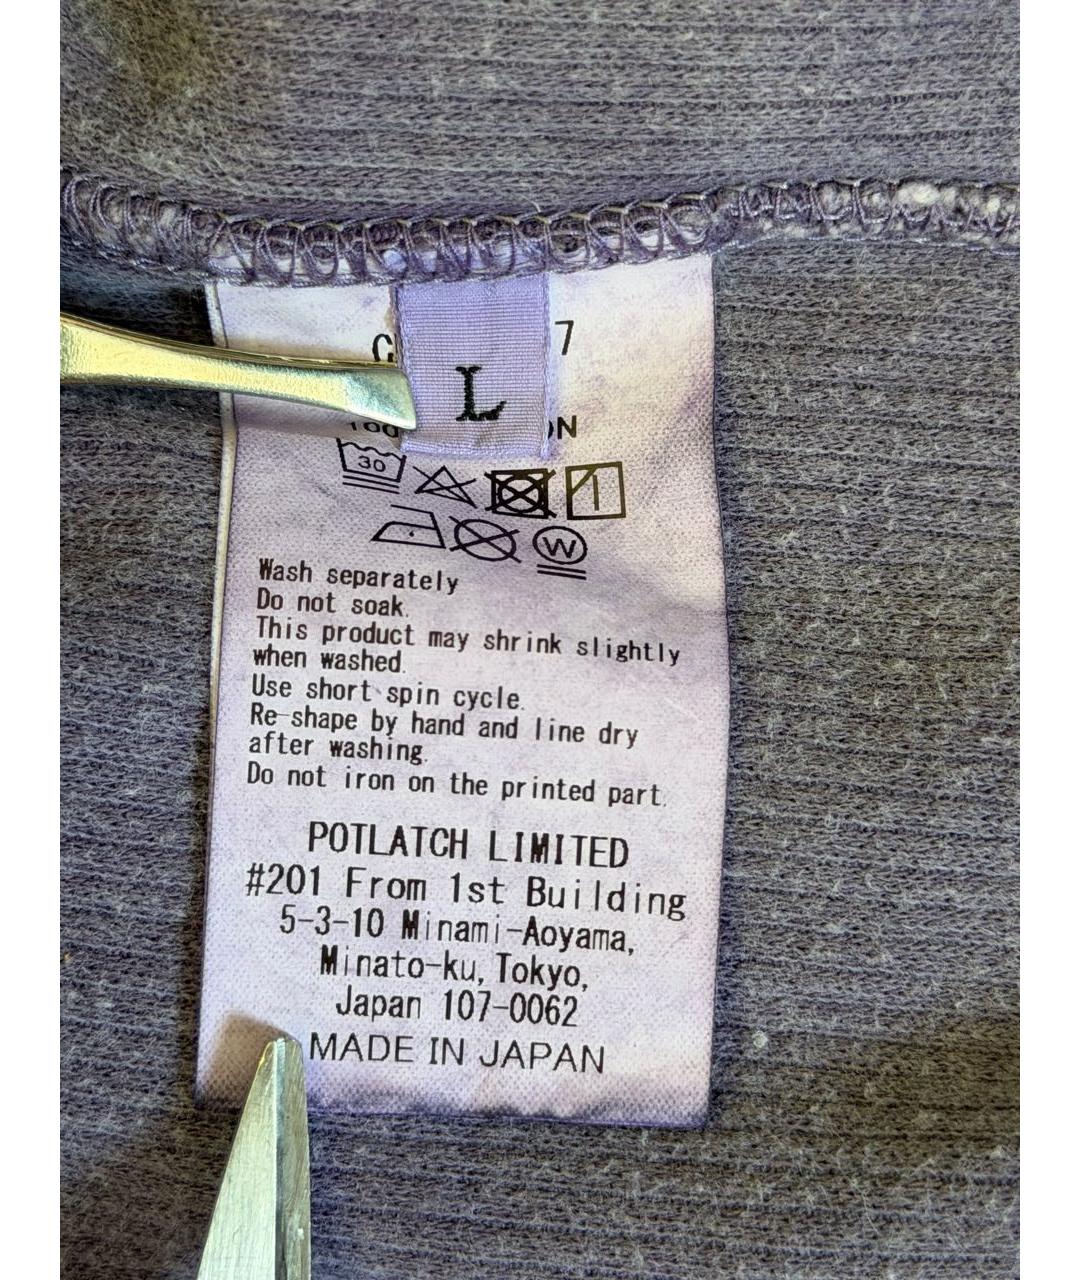 L
30
W
Wash separately
Do not soak.
This product may shrink slightly
when washed.
Use short spin cycle.
Re-shape by hand and line dry
after washing.
Do not iron on the printed part.
POTLATCH LIMITED
#201 From 1st Building
5-3-10 Minami-Aoyama,
Minato-ku, Tokyo,
Japan 107-0062
MADE IN JAPAN